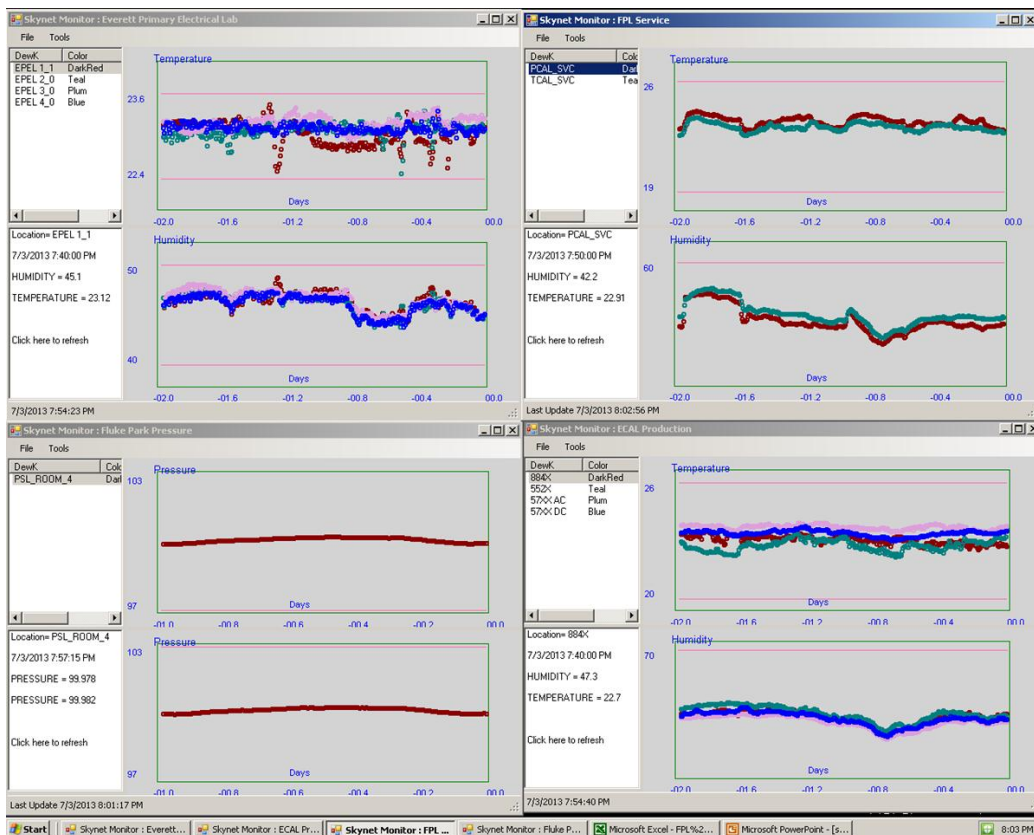 Skynet Monitor : Everett Primary Electrical Lab
File Tools
DewK Color
EPEL 1_1 DarkRed
EPEL 2_0 Teal
EPEL 3_0 Plum
EPEL 4_0 Blue
Temperature
23.6
22.4
Days
-02.0 -01.6 -01.2 -00.8 -00.4 00.0
Location= EPEL 1_1
7/3/2013 7:40:00 PM
HUMIDITY = 45.1
TEMPERATURE = 23.12
Click here to refresh
Humidity
50
40
Days
-02.0 -01.6 -01.2 -00.8 -00.4 00.0
7/3/2013 7:54:23 PM
Skynet Monitor : FPL Service
File Tools
DewK Color
PCAL_SVC Dar
TCAL_SVC Tea
Temperature
26
19
Days
-02.0 -01.6 -01.2 -00.8 -00.4 00.0
Location= PCAL_SVC
7/3/2013 7:50:00 PM
HUMIDITY = 42.2
TEMPERATURE = 22.91
Click here to refresh
Humidity
60
Days
-02.0 -01.6 -01.2 -00.8 -00.4 00.0
Last Update 7/3/2013 8:02:56 PM
Skynet Monitor : Fluke Park Pressure
File Tools
DewK Colo
PSL_ROOM_4 Darl
Pressure
103
97
Days
-01.0 -00.8 -00.6 -00.4 -00.2 00.0
Location= PSL_ROOM_4
7/3/2013 7:57:15 PM
PRESSURE = 99.978
PRESSURE = 99.982
Click here to refresh
Pressure
103
97
Days
-01.0 -00.8 -00.6 -00.4 -00.2 00.0
Last Update 7/3/2013 8:01:17 PM
Skynet Monitor : ECAL Production
File Tools
DewK Color
884X DarkRed
552X Teal
57XX AC Plum
57XX DC Blue
Temperature
26
20
Days
-02.0 -01.6 -01.2 -00.8 -00.4 00.0
Location= 884X
7/3/2013 7:40:00 PM
HUMIDITY = 47.3
TEMPERATURE = 22.7
Click here to refresh
Humidity
70
Days
-02.0 -01.6 -01.2 -00.8 -00.4 00.0
7/3/2013 7:54:40 PM
Start Skynet Monitor : Everett... Skynet Monitor : ECAL Pr... Skynet Monitor : FPL ... Skynet Monitor : Fluke P... Microsoft Excel - FPL%2... Microsoft PowerPoint - [s... 8:03 PM